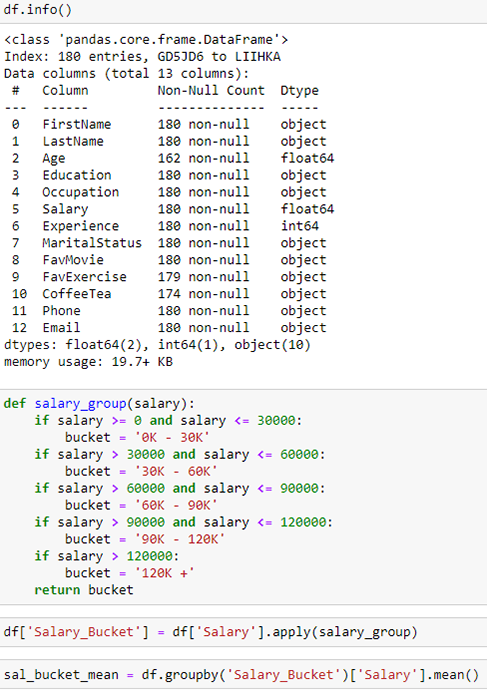 df.info()
<class 'pandas.core.frame.DataFrame'>
Index: 180 entries, GD5JD6 to LIIHKA
Data columns (total 13 columns):
 #   Column         Non-Null Count  Dtype
---  ------         --------------  -----
 0   FirstName      180 non-null    object
 1   LastName       180 non-null    object
 2   Age            162 non-null    float64
 3   Education      180 non-null    object
 4   Occupation     180 non-null    object
 5   Salary         180 non-null    float64
 6   Experience     180 non-null    int64
 7   MaritalStatus  180 non-null    object
 8   FavMovie       180 non-null    object
 9   FavExercise    179 non-null    object
 10  CoffeeTea      174 non-null    object
 11  Phone          180 non-null    object
 12  Email          180 non-null    object
dtypes: float64(2), int64(1), object(10)
memory usage: 19.7+ KB
def salary_group(salary):
    if salary >= 0 and salary <= 30000:
        bucket = '0K - 30K'
    if salary > 30000 and salary <= 60000:
        bucket = '30K - 60K'
    if salary > 60000 and salary <= 90000:
        bucket = '60K - 90K'
    if salary > 90000 and salary <= 120000:
        bucket = '90K - 120K'
    if salary > 120000:
        bucket = '120K +'
    return bucket
df['Salary_Bucket'] = df['Salary'].apply(salary_group)
sal_bucket_mean = df.groupby('Salary_Bucket')['Salary'].mean()